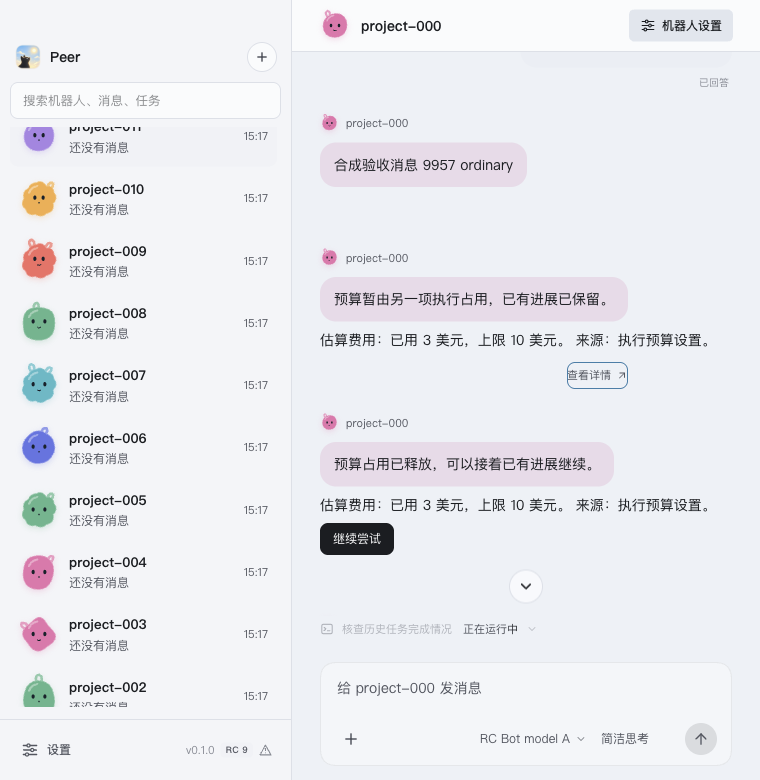 Peer
搜索机器人、消息、任务
project-011
15:17
还没有消息
project-010
15:17
还没有消息
project-009
15:17
还没有消息
project-008
15:17
还没有消息
project-007
15:17
还没有消息
project-006
15:17
还没有消息
project-005
15:17
还没有消息
project-004
15:17
还没有消息
project-003
15:17
还没有消息
project-002
15:17
还没有消息
设置
v0.1.0 RC 9
project-000
机器人设置
已回答
project-000
合成验收消息 9957 ordinary
project-000
预算暂由另一项执行占用，已有进展已保留。
估算费用：已用 3 美元，上限 10 美元。 来源：执行预算设置。
查看详情
project-000
预算占用已释放，可以接着已有进展继续。
估算费用：已用 3 美元，上限 10 美元。 来源：执行预算设置。
继续尝试
核查历史任务完成情况 正在运行中
给 project-000 发消息
RC Bot model A 简洁思考